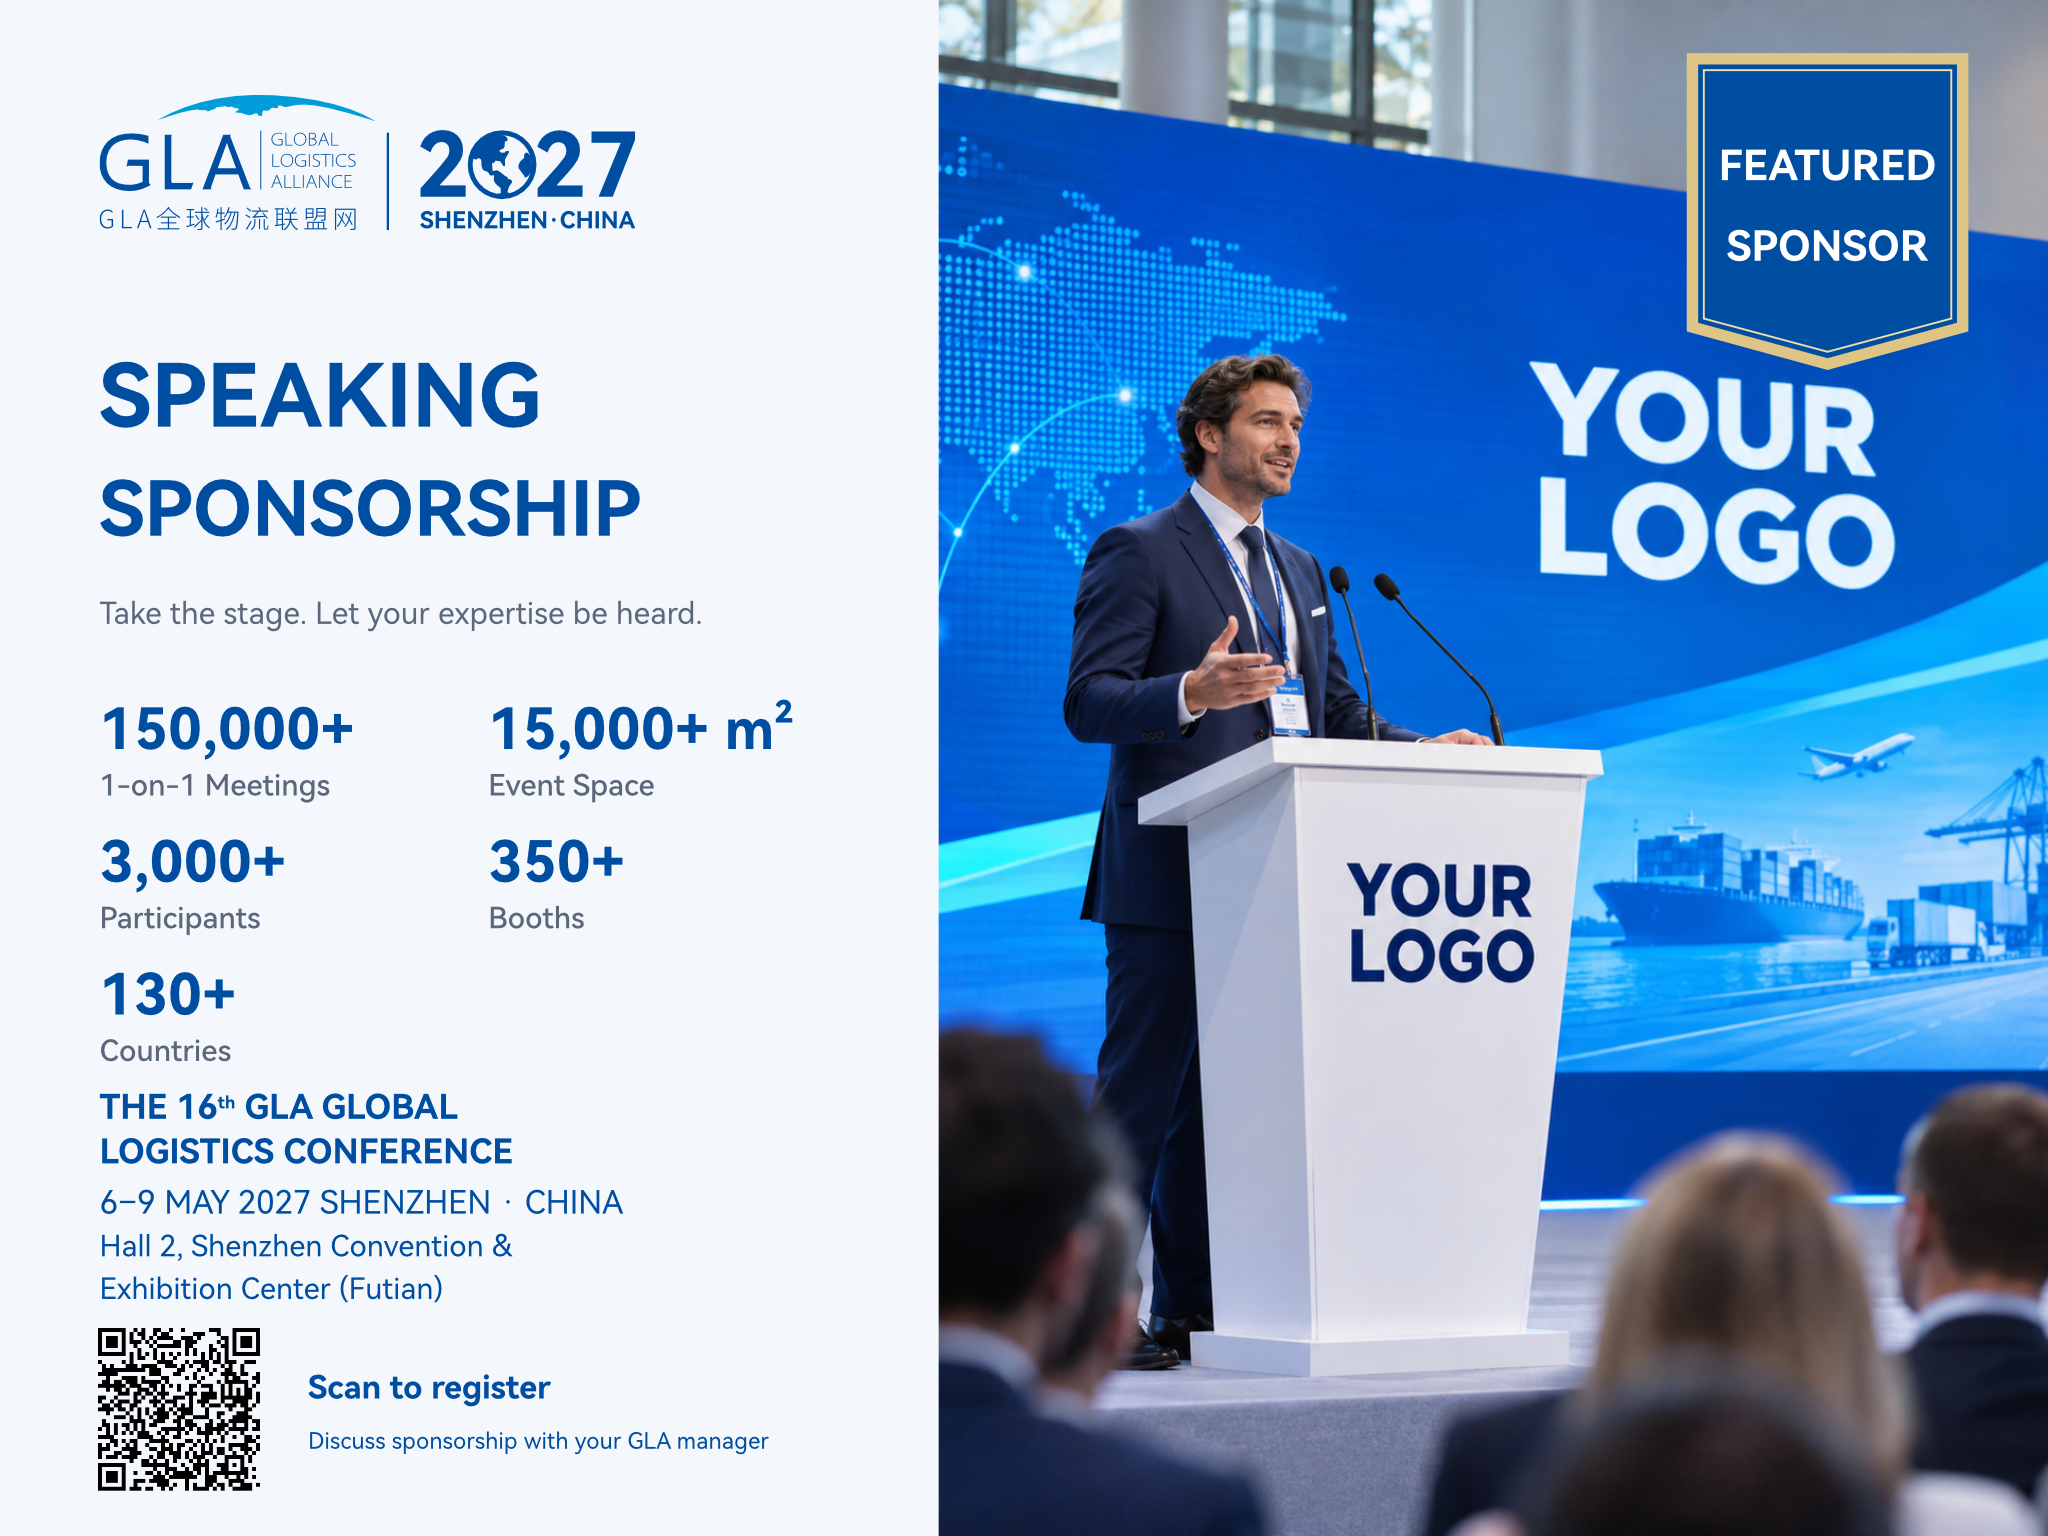 GLA
GLOBAL
LOGISTICS
ALLIANCE
GLA全球物流联盟网
2027
SHENZHEN·CHINA
FEATURED
SPONSOR
SPEAKING
SPONSORSHIP
Take the stage. Let your expertise be heard.
150,000+
1-on-1 Meetings
15,000+ m²
Event Space
3,000+
Participants
350+
Booths
130+
Countries
THE 16th GLA GLOBAL
LOGISTICS CONFERENCE
6–9 MAY 2027 SHENZHEN · CHINA
Hall 2, Shenzhen Convention &
Exhibition Center (Futian)
Scan to register
Discuss sponsorship with your GLA manager
YOUR
LOGO
YOUR
LOGO